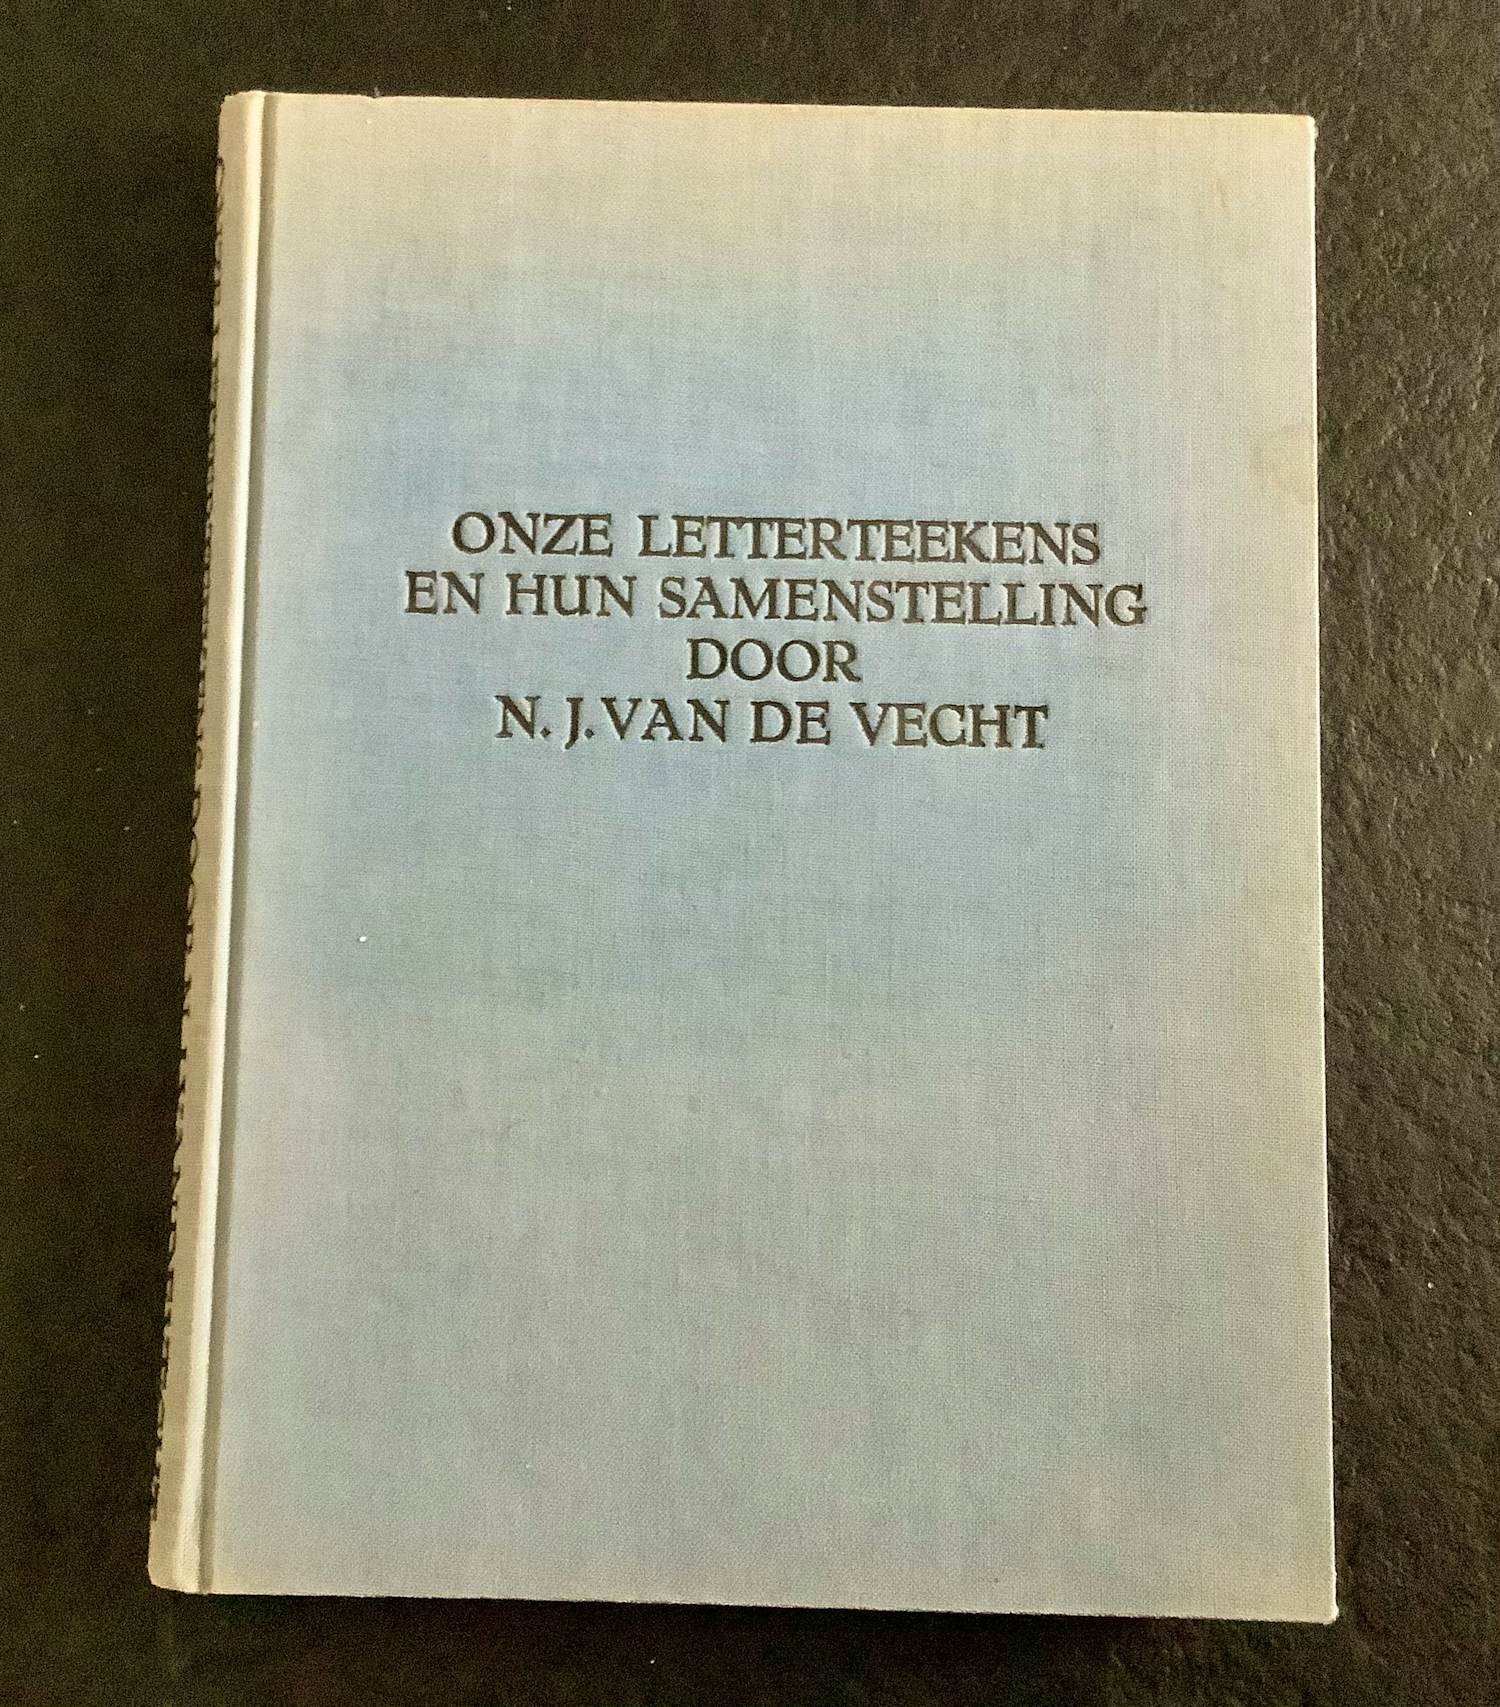 ONZE LETTERTEEKENS
EN HUN SAMENSTELLING
DOOR
N. J. VAN DE VECHT